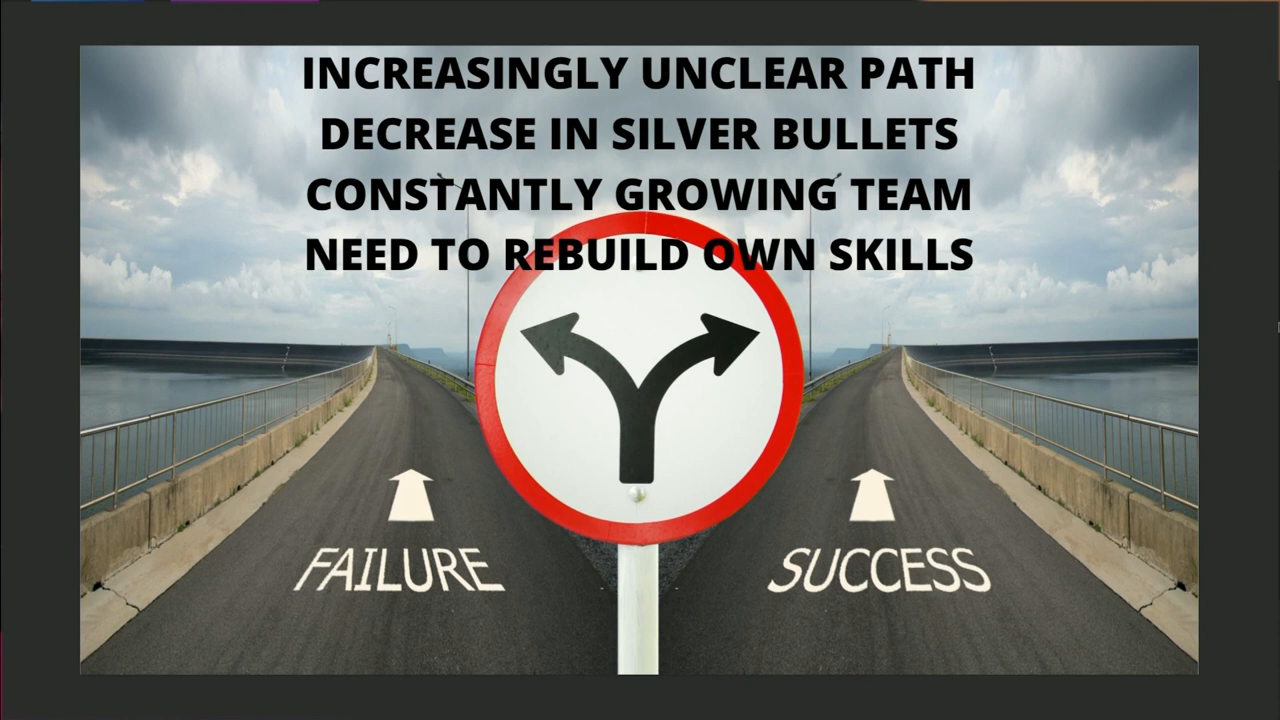 INCREASINGLY UNCLEAR PATH
DECREASE IN SILVER BULLETS
CONSTANTLY GROWING TEAM
NEED TO REBUILD OWN SKILLS
FAILURE
SUCCESS